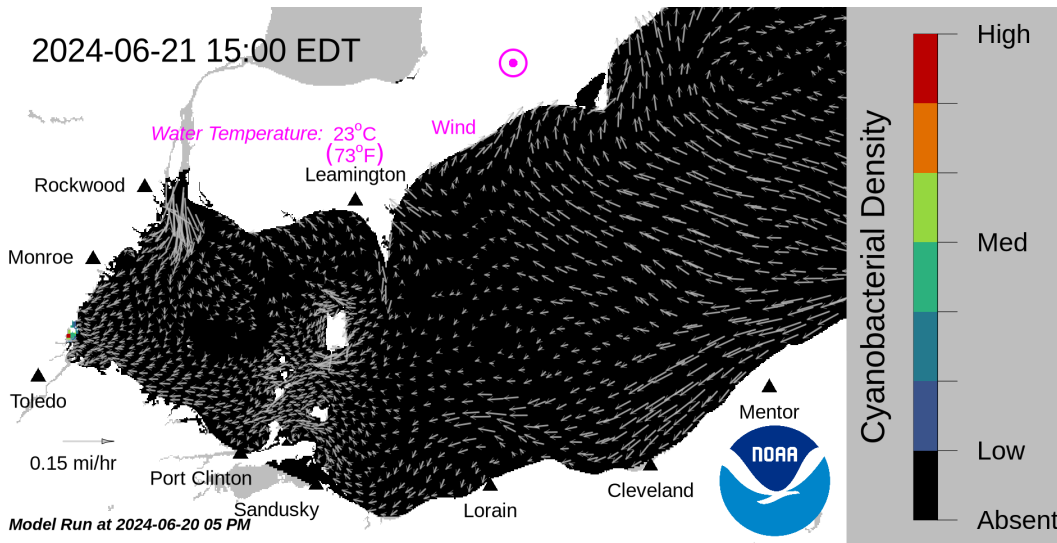 2024-06-21 15:00 EDT
Water Temperature: 23°C
(73°F)
Wind
Leamington
Rockwood
Monroe
Toledo
0.15 mi/hr
Port Clinton
Sandusky
Lorain
Cleveland
Mentor
NOAA
Model Run at 2024-06-20 05 PM
Cyanobacterial Density
High
Med
Low
Absent